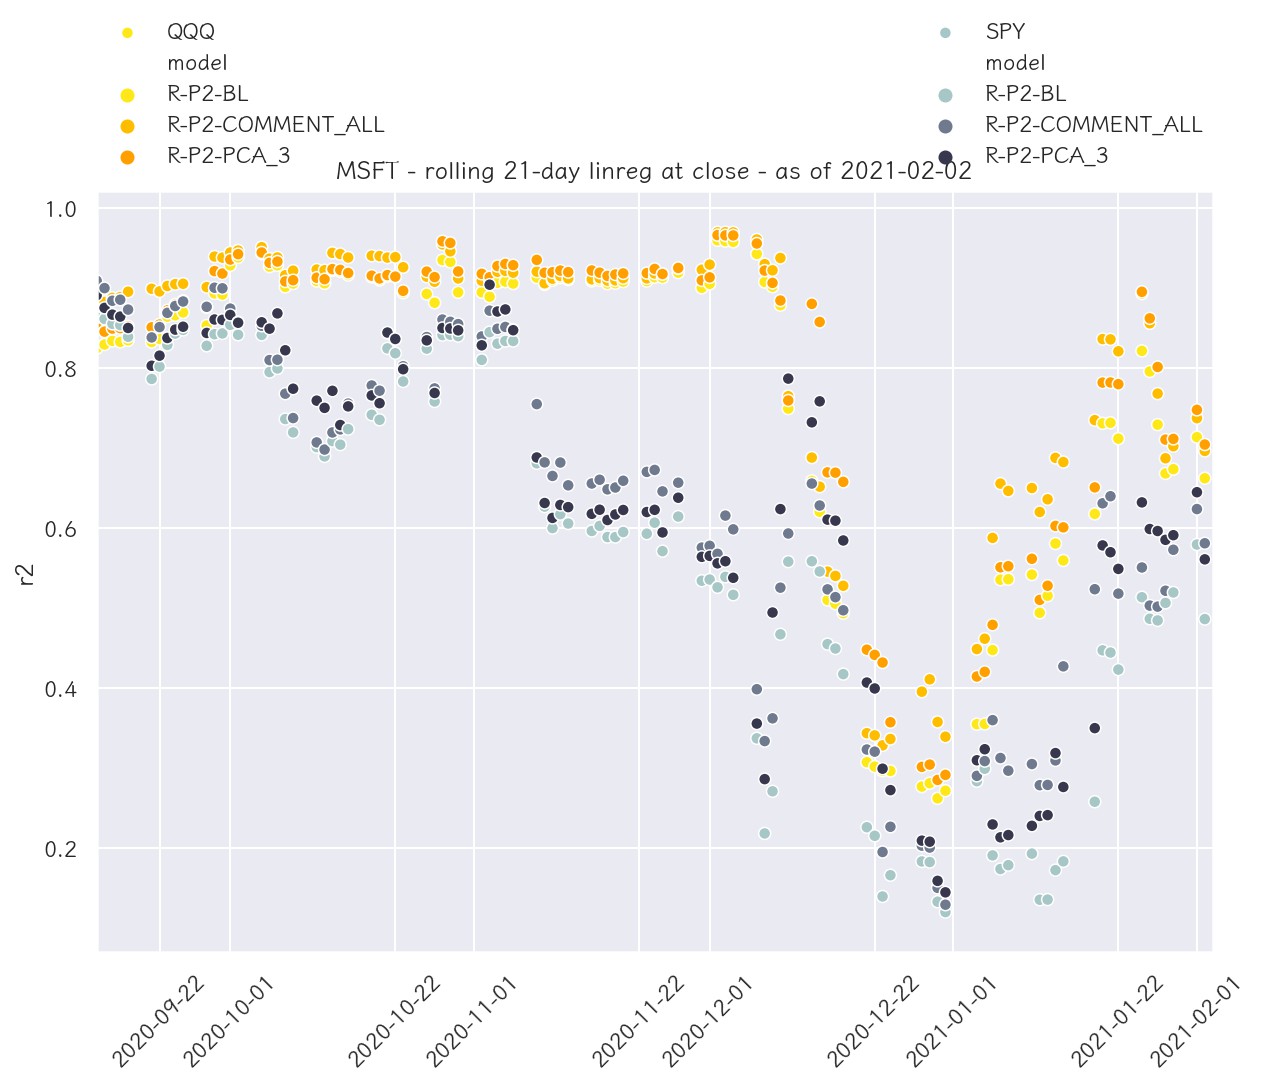 QQQ
model
R-P2-BL
R-P2-COMMENT_ALL
R-P2-PCA_3
SPY
model
R-P2-BL
R-P2-COMMENT_ALL
R-P2-PCA_3
MSFT - rolling 21-day linreg at close - as of 2021-02-02
1.0
0.8
0.6
0.4
0.2
r2
2020-09-22
2020-10-01
2020-10-22
2020-11-01
2020-11-22
2020-12-01
2020-12-22
2021-01-01
2021-01-22
2021-02-01